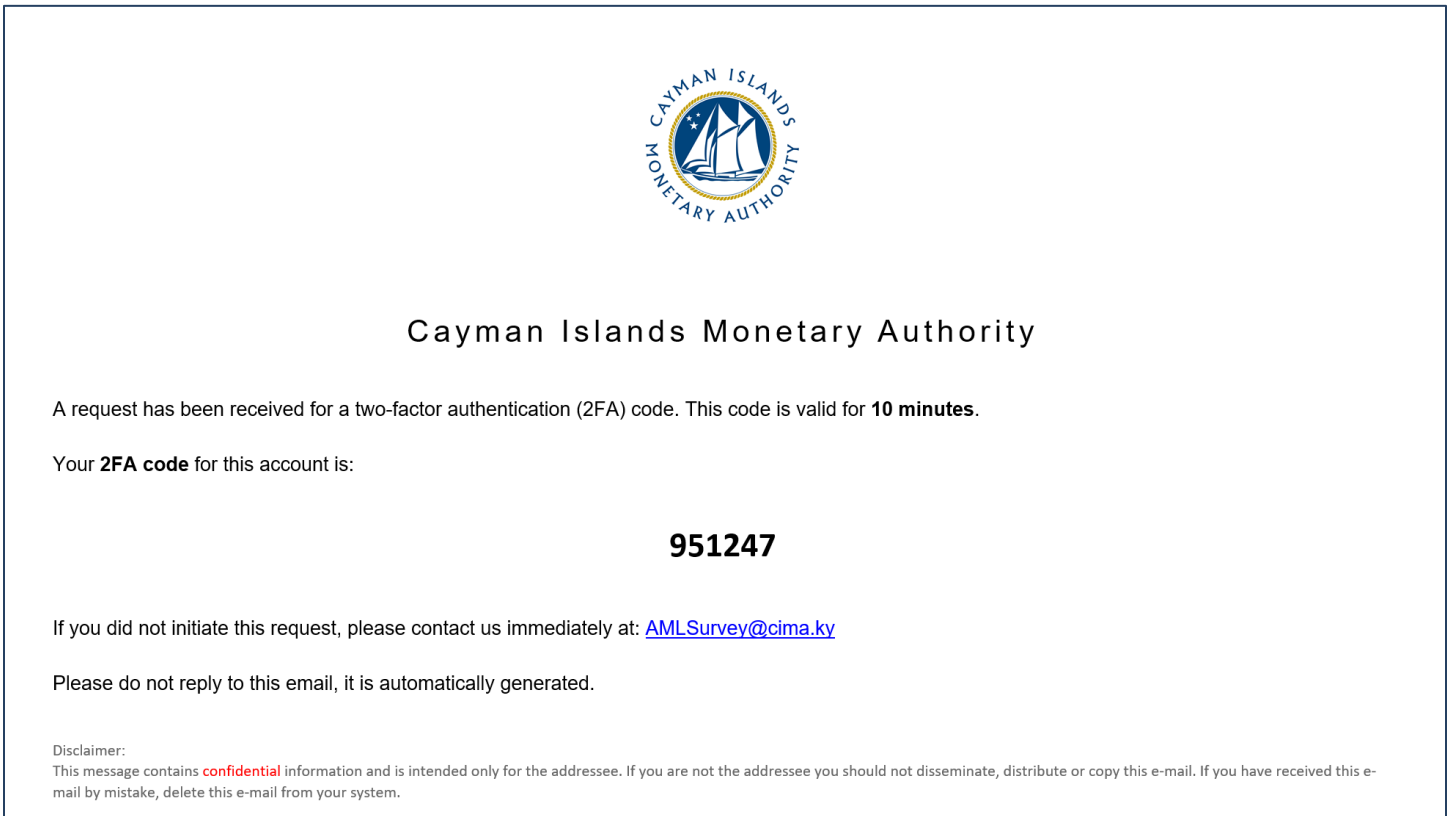 CAYMAN ISLANDS
MONETARY AUTHORITY
Cayman Islands Monetary Authority
A request has been received for a two-factor authentication (2FA) code. This code is valid for 10 minutes.
Your 2FA code for this account is:
951247
If you did not initiate this request, please contact us immediately at: AMLSurvey@cima.ky
Please do not reply to this email, it is automatically generated.
Disclaimer:
This message contains confidential information and is intended only for the addressee. If you are not the addressee you should not disseminate, distribute or copy this e-mail. If you have received this e-
mail by mistake, delete this e-mail from your system.